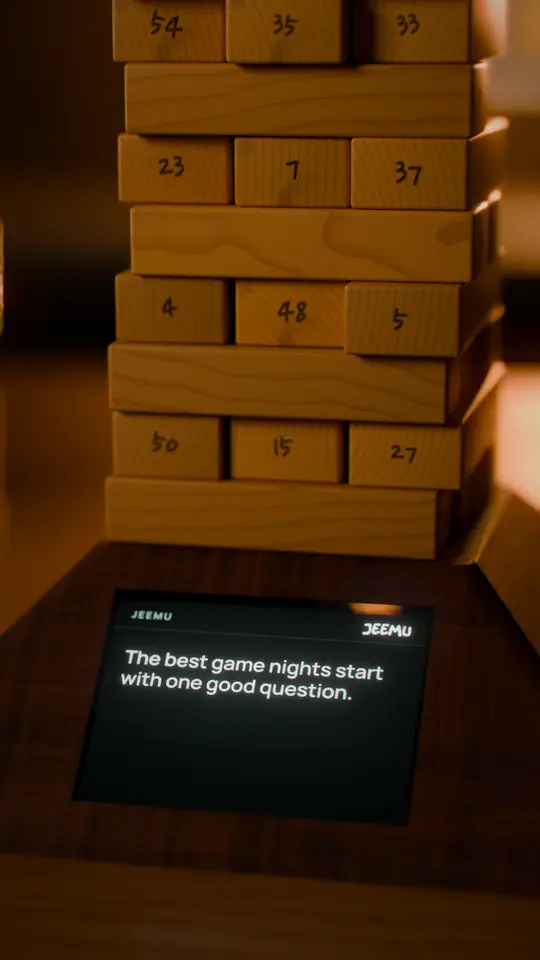 54 35 33
23 7 37
4 48 5
50 15 27
JEEMU JEEMU
The best game nights start
with one good question.